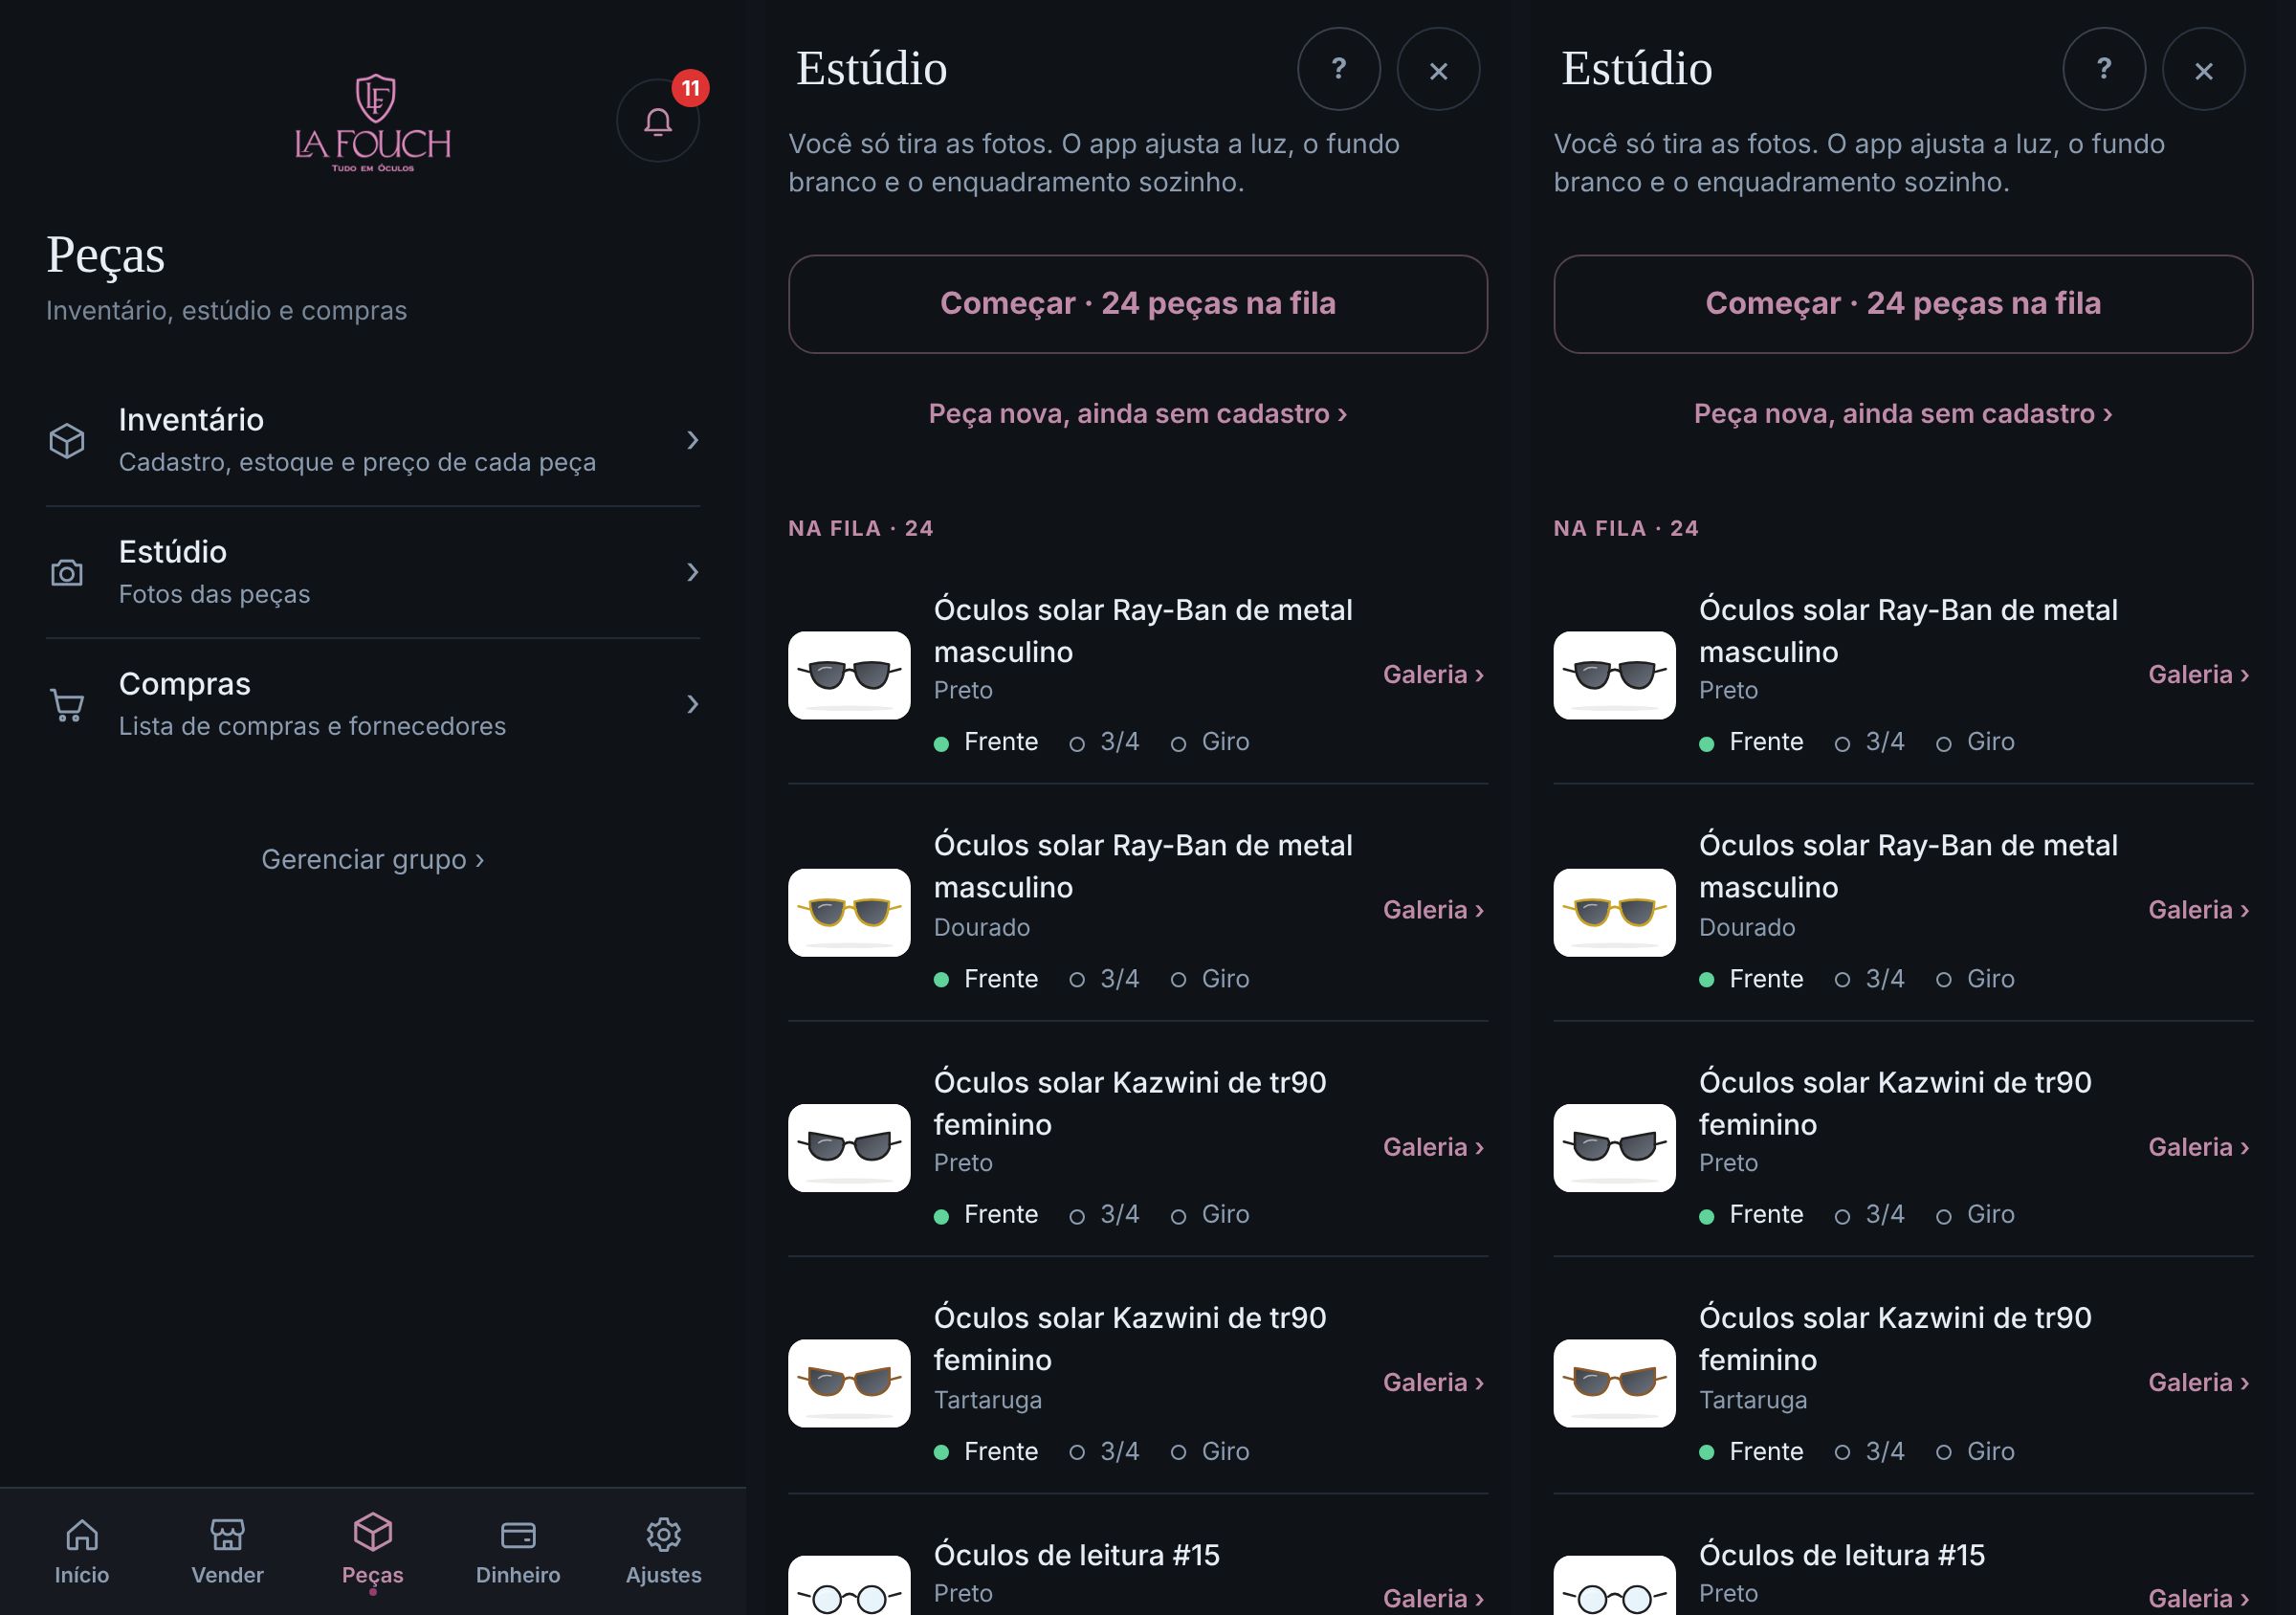 LF
LA FOUCH
TUDO EM ÓCULOS
11
Peças
Inventário, estúdio e compras
Inventário
Cadastro, estoque e preço de cada peça
›
Estúdio
Fotos das peças
›
Compras
Lista de compras e fornecedores
›
Gerenciar grupo ›
Início
Vender
Peças
Dinheiro
Ajustes
Estúdio
?
×
Você só tira as fotos. O app ajusta a luz, o fundo
branco e o enquadramento sozinho.
Começar · 24 peças na fila
Peça nova, ainda sem cadastro ›
NA FILA · 24
Óculos solar Ray-Ban de metal
masculino
Preto
Galeria ›
Frente 3/4 Giro
Óculos solar Ray-Ban de metal
masculino
Dourado
Galeria ›
Frente 3/4 Giro
Óculos solar Kazwini de tr90
feminino
Preto
Galeria ›
Frente 3/4 Giro
Óculos solar Kazwini de tr90
feminino
Tartaruga
Galeria ›
Frente 3/4 Giro
Óculos de leitura #15
Preto
Galeria ›
Estúdio
?
×
Você só tira as fotos. O app ajusta a luz, o fundo
branco e o enquadramento sozinho.
Começar · 24 peças na fila
Peça nova, ainda sem cadastro ›
NA FILA · 24
Óculos solar Ray-Ban de metal
masculino
Preto
Galeria ›
Frente 3/4 Giro
Óculos solar Ray-Ban de metal
masculino
Dourado
Galeria ›
Frente 3/4 Giro
Óculos solar Kazwini de tr90
feminino
Preto
Galeria ›
Frente 3/4 Giro
Óculos solar Kazwini de tr90
feminino
Tartaruga
Galeria ›
Frente 3/4 Giro
Óculos de leitura #15
Preto
Galeria ›